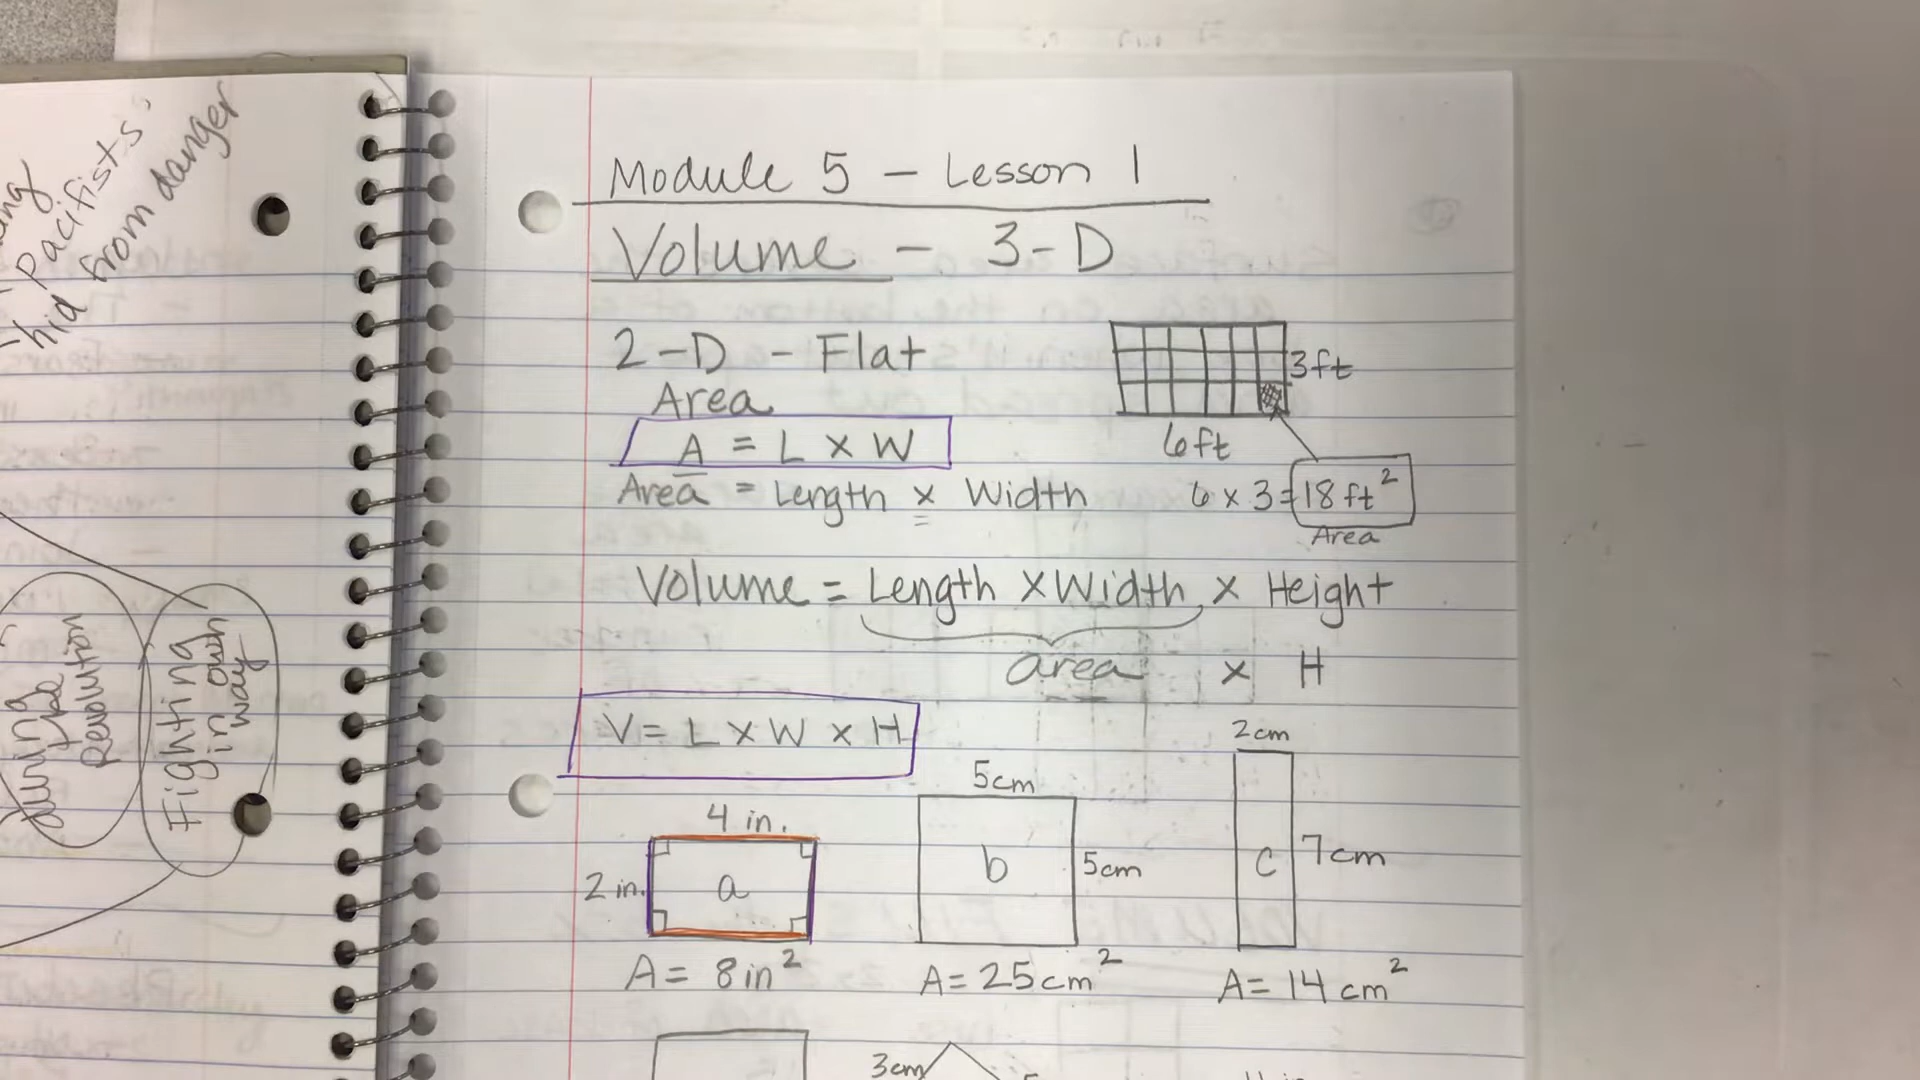 Pacifists:
hid from danger
during
the
Revolution
Fighting
in own
way
Module 5 - Lesson 1
Volume - 3-D
2-D - Flat
Area
A = L x W
Area = Length x Width
3ft
6ft
6 x 3 = 18 ft²
Area
Volume = Length x Width x Height
area x H
V = L x W x H
4 in.
2 in.
a
A = 8 in²
5cm
b
5cm
A = 25 cm²
2cm
c
7cm
A = 14 cm²
3cm